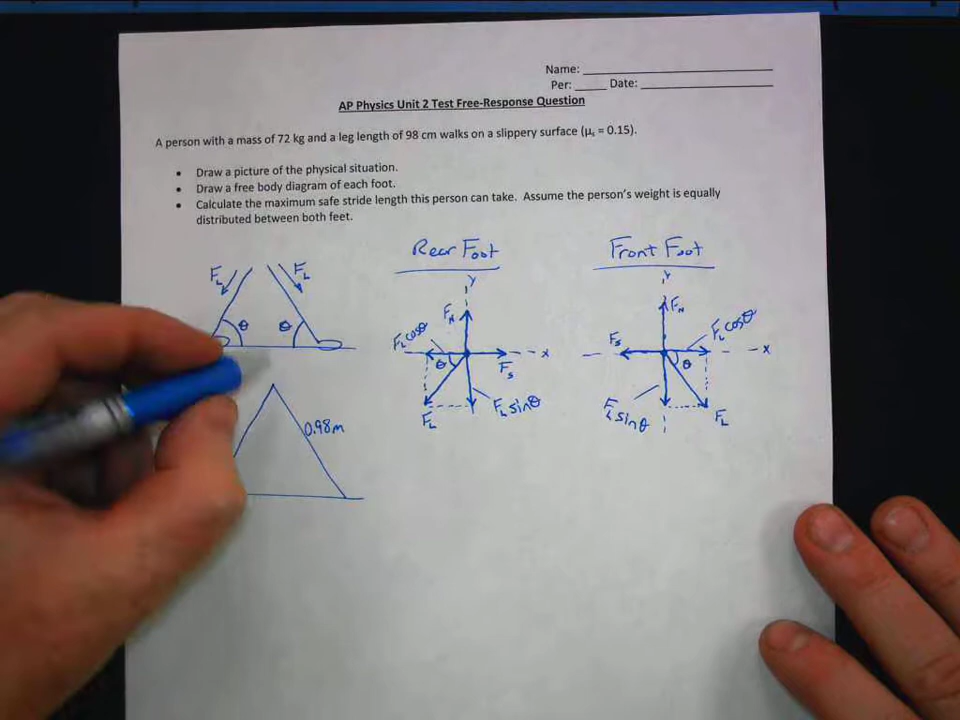 Name: ____________
Per: _____ Date: ____________
AP Physics Unit 2 Test Free-Response Question
A person with a mass of 72 kg and a leg length of 98 cm walks on a slippery surface (μs = 0.15).
• Draw a picture of the physical situation.
• Draw a free body diagram of each foot.
• Calculate the maximum safe stride length this person can take. Assume the person's weight is equally
distributed between both feet.
Rear Foot
Front Foot
FL
FL
θ
θ
0.98m
Y
FN
FL cosθ
θ
x
Fs
FL
FL sinθ
Y
FN
Fs
FL cosθ
θ
x
FL sinθ
FL